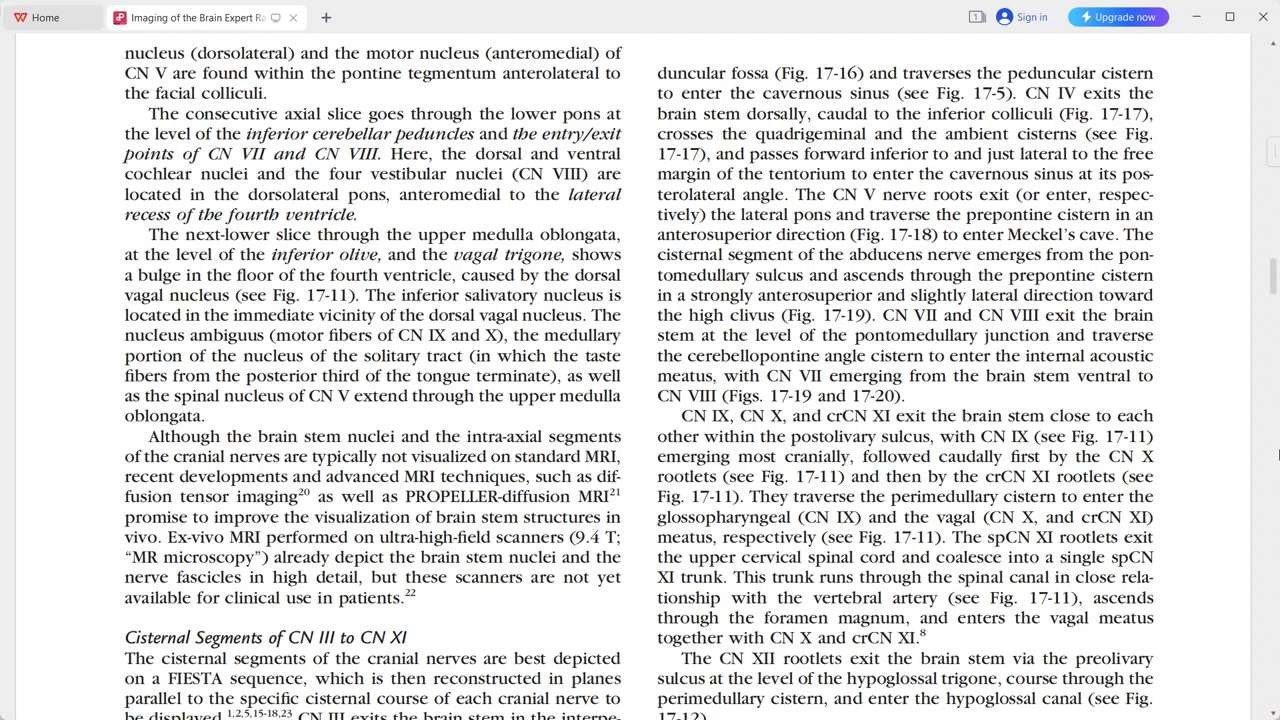 Home
Imaging of the Brain Expert Ra
Sign in
Upgrade now
nucleus (dorsolateral) and the motor nucleus (anteromedial) of
CN V are found within the pontine tegmentum anterolateral to
the facial colliculi.
The consecutive axial slice goes through the lower pons at
the level of the inferior cerebellar peduncles and the entry/exit
points of CN VII and CN VIII. Here, the dorsal and ventral
cochlear nuclei and the four vestibular nuclei (CN VIII) are
located in the dorsolateral pons, anteromedial to the lateral
recess of the fourth ventricle.
The next-lower slice through the upper medulla oblongata,
at the level of the inferior olive, and the vagal trigone, shows
a bulge in the floor of the fourth ventricle, caused by the dorsal
vagal nucleus (see Fig. 17-11). The inferior salivatory nucleus is
located in the immediate vicinity of the dorsal vagal nucleus. The
nucleus ambiguus (motor fibers of CN IX and X), the medullary
portion of the nucleus of the solitary tract (in which the taste
fibers from the posterior third of the tongue terminate), as well
as the spinal nucleus of CN V extend through the upper medulla
oblongata.
Although the brain stem nuclei and the intra-axial segments
of the cranial nerves are typically not visualized on standard MRI,
recent developments and advanced MRI techniques, such as dif-
fusion tensor imaging20 as well as PROPELLER-diffusion MRI21
promise to improve the visualization of brain stem structures in
vivo. Ex-vivo MRI performed on ultra-high-field scanners (9.4 T;
“MR microscopy”) already depict the brain stem nuclei and the
nerve fascicles in high detail, but these scanners are not yet
available for clinical use in patients.22
Cisternal Segments of CN III to CN XI
The cisternal segments of the cranial nerves are best depicted
on a FIESTA sequence, which is then reconstructed in planes
parallel to the specific cisternal course of each cranial nerve to
be displayed.1,2,5,15-18,23 CN III exits the brain stem in the interpe-
duncular fossa (Fig. 17-16) and traverses the peduncular cistern
to enter the cavernous sinus (see Fig. 17-5). CN IV exits the
brain stem dorsally, caudal to the inferior colliculi (Fig. 17-17),
crosses the quadrigeminal and the ambient cisterns (see Fig.
17-17), and passes forward inferior to and just lateral to the free
margin of the tentorium to enter the cavernous sinus at its pos-
terolateral angle. The CN V nerve roots exit (or enter, respec-
tively) the lateral pons and traverse the prepontine cistern in an
anterosuperior direction (Fig. 17-18) to enter Meckel’s cave. The
cisternal segment of the abducens nerve emerges from the pon-
tomedullary sulcus and ascends through the prepontine cistern
in a strongly anterosuperior and slightly lateral direction toward
the high clivus (Fig. 17-19). CN VII and CN VIII exit the brain
stem at the level of the pontomedullary junction and traverse
the cerebellopontine angle cistern to enter the internal acoustic
meatus, with CN VII emerging from the brain stem ventral to
CN VIII (Figs. 17-19 and 17-20).
CN IX, CN X, and crCN XI exit the brain stem close to each
other within the postolivary sulcus, with CN IX (see Fig. 17-11)
emerging most cranially, followed caudally first by the CN X
rootlets (see Fig. 17-11) and then by the crCN XI rootlets (see
Fig. 17-11). They traverse the perimedullary cistern to enter the
glossopharyngeal (CN IX) and the vagal (CN X, and crCN XI)
meatus, respectively (see Fig. 17-11). The spCN XI rootlets exit
the upper cervical spinal cord and coalesce into a single spCN
XI trunk. This trunk runs through the spinal canal in close rela-
tionship with the vertebral artery (see Fig. 17-11), ascends
through the foramen magnum, and enters the vagal meatus
together with CN X and crCN XI.8
The CN XII rootlets exit the brain stem via the preolivary
sulcus at the level of the hypoglossal trigone, course through the
perimedullary cistern, and enter the hypoglossal canal (see Fig.
17-12).